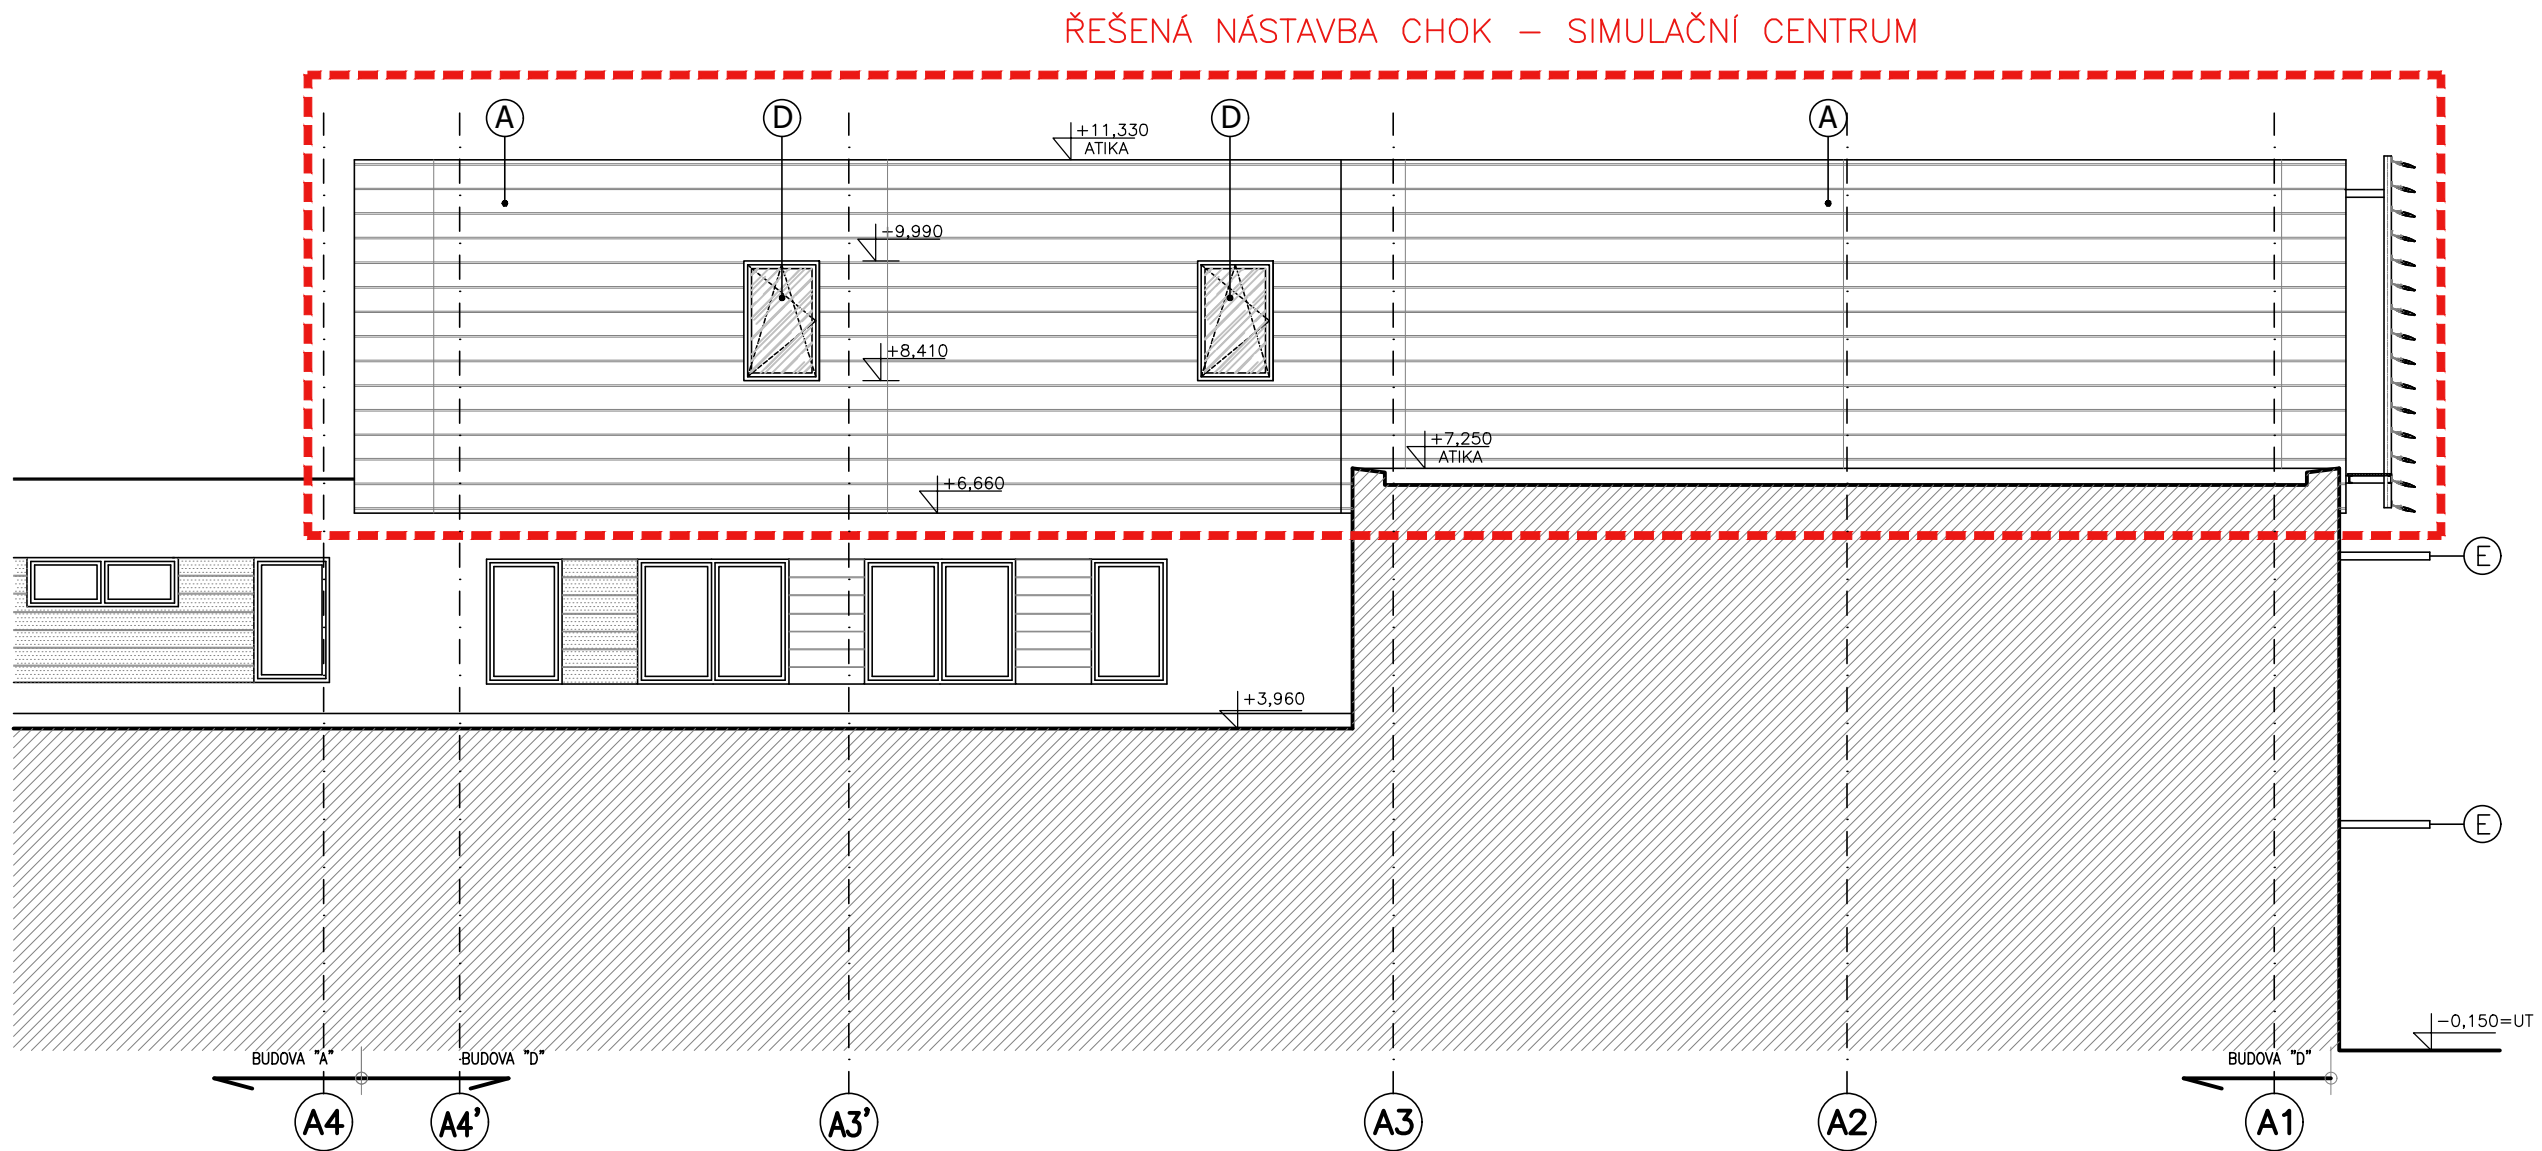 ŘEŠENÁ NÁSTAVBA CHOK – SIMULAČNÍ CENTRUM
A
D
D
A
+11,330
ATIKA
-9,990
+8,410
+7,250
ATIKA
+6,660
E
+3,960
E
-0,150=UT
BUDOVA "A"
BUDOVA "D"
BUDOVA "D"
A4
A4'
A3'
A3
A2
A1